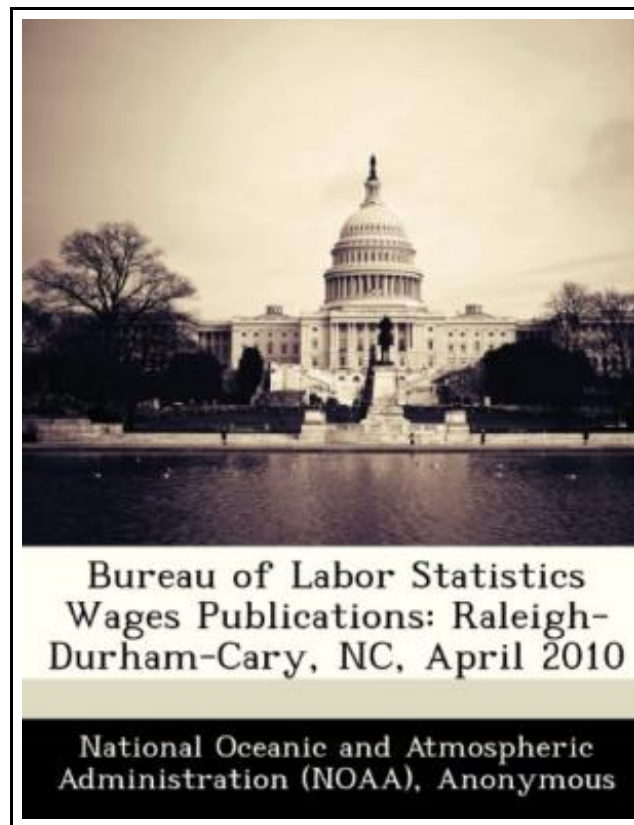 Bureau of Labor Statistics
Wages Publications: Raleigh-
Durham-Cary, NC, April 2010
National Oceanic and Atmospheric
Administration (NOAA), Anonymous